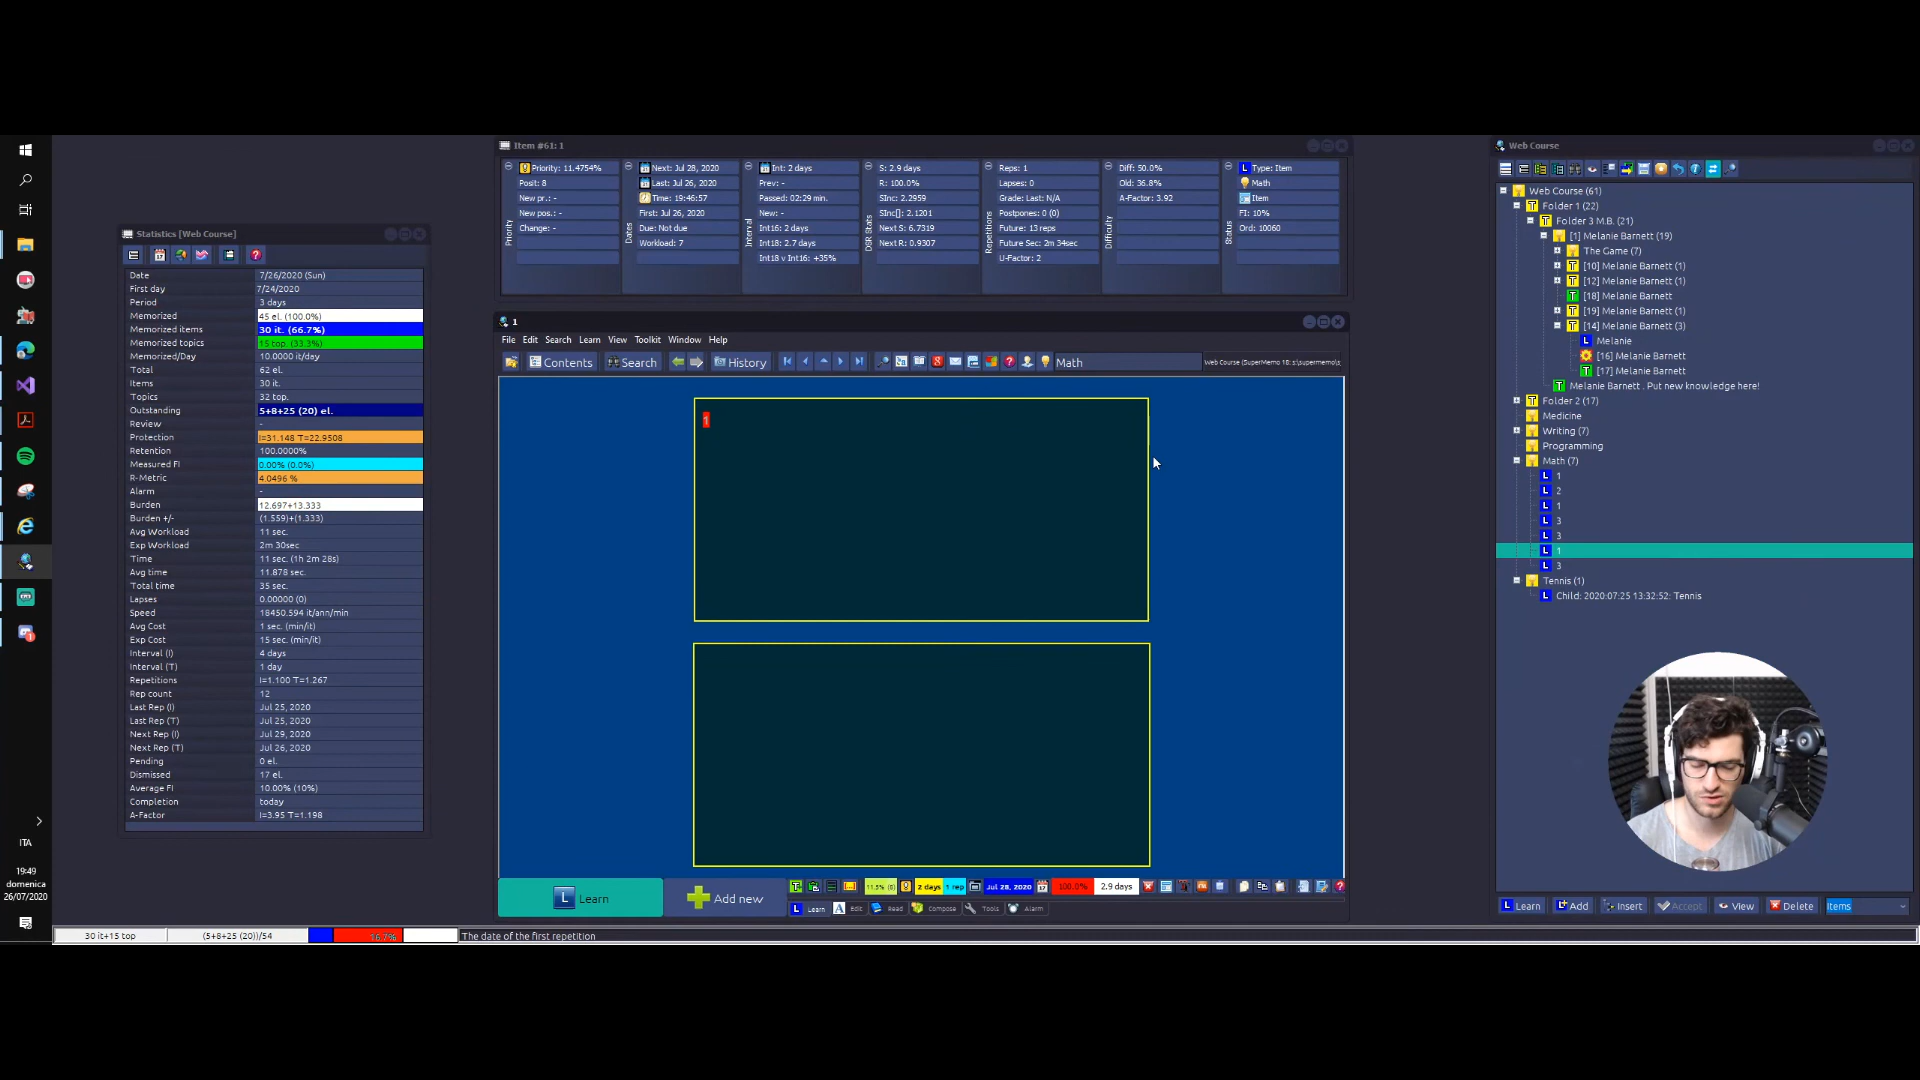 Item #61: 1
Priority
Priority: 11.4754%
Posit: 8
New pr.: -
New pos.: -
Change: -
Dates
Next: Jul 28, 2020
Last: Jul 26, 2020
Time: 19:46:57
First: Jul 26, 2020
Due: Not due
Workload: 7
Interval
Int: 2 days
Prev: -
Passed: 02:29 min.
New: -
Int16: 2 days
Int18: 2.7 days
Int18 v Int16: +35%
DSR Stats
S: 2.9 days
R: 100.0%
SInc: 2.2959
SInc[]: 2.1201
Next S: 6.7319
Next R: 0.9307
Repetitions
Reps: 1
Lapses: 0
Grade: Last: N/A
Postpones: 0 (0)
Future: 13 reps
Future Sec: 2m 34sec
U-Factor: 2
Difficulty
Diff: 50.0%
Old: 36.8%
A-Factor: 3.92
Status
Type: Item
Math
Item
FI: 10%
Ord: 10060
Statistics [Web Course]
Date 7/26/2020 (Sun)
First day 7/24/2020
Period 3 days
Memorized 45 el. (100.0%)
Memorized items 30 it. (66.7%)
Memorized topics 15 top. (33.3%)
Memorized/Day 10.0000 it/day
Total 62 el.
Items 30 it.
Topics 32 top.
Outstanding 5+8+25 (20) el.
Review -
Protection I=31.148 T=22.9508
Retention 100.0000%
Measured FI 0.00% (0.0%)
R-Metric 4.0496 %
Alarm -
Burden 12.697+13.333
Burden +/- (1.559)+(1.333)
Avg Workload 11 sec.
Exp Workload 2m 30sec
Time 11 sec. (1h 2m 28s)
Avg time 11.878 sec.
Total time 35 sec.
Lapses 0.00000 (0)
Speed 18450.594 it/ann/min
Avg Cost 1 sec. (min/it)
Exp Cost 15 sec. (min/it)
Interval (I) 4 days
Interval (T) 1 day
Repetitions I=1.100 T=1.267
Rep count 12
Last Rep (I) Jul 25, 2020
Last Rep (T) Jul 25, 2020
Next Rep (I) Jul 29, 2020
Next Rep (T) Jul 26, 2020
Pending 0 el.
Dismissed 17 el.
Average FI 10.00% (10%)
Completion today
A-Factor I=3.95 T=1.198
1
File Edit Search Learn View Toolkit Window Help
Contents Search History Math Web Course (SuperMemo 18: s:\supermemo\s
1
Learn Add new
11.5% (8) 2 days 1 rep Jul 28, 2020 100.0% 2.9 days
Learn Edit Read Compose Tools Alarm
Web Course
Web Course (61)
Folder 1 (22)
Folder 3 M.B. (21)
[1] Melanie Barnett (19)
The Game (7)
[10] Melanie Barnett (1)
[12] Melanie Barnett (1)
[18] Melanie Barnett
[19] Melanie Barnett (1)
[14] Melanie Barnett (3)
Melanie
[16] Melanie Barnett
[17] Melanie Barnett
Melanie Barnett . Put new knowledge here!
Folder 2 (17)
Medicine
Writing (7)
Programming
Math (7)
1
2
1
3
3
1
3
Tennis (1)
Child: 2020:07:25 13:32:52: Tennis
Learn Add Insert Accept View Delete Items
ITA
19:49
domenica
26/07/2020
30 it+15 top (5+8+25 (20))/54 16.7% The date of the first repetition